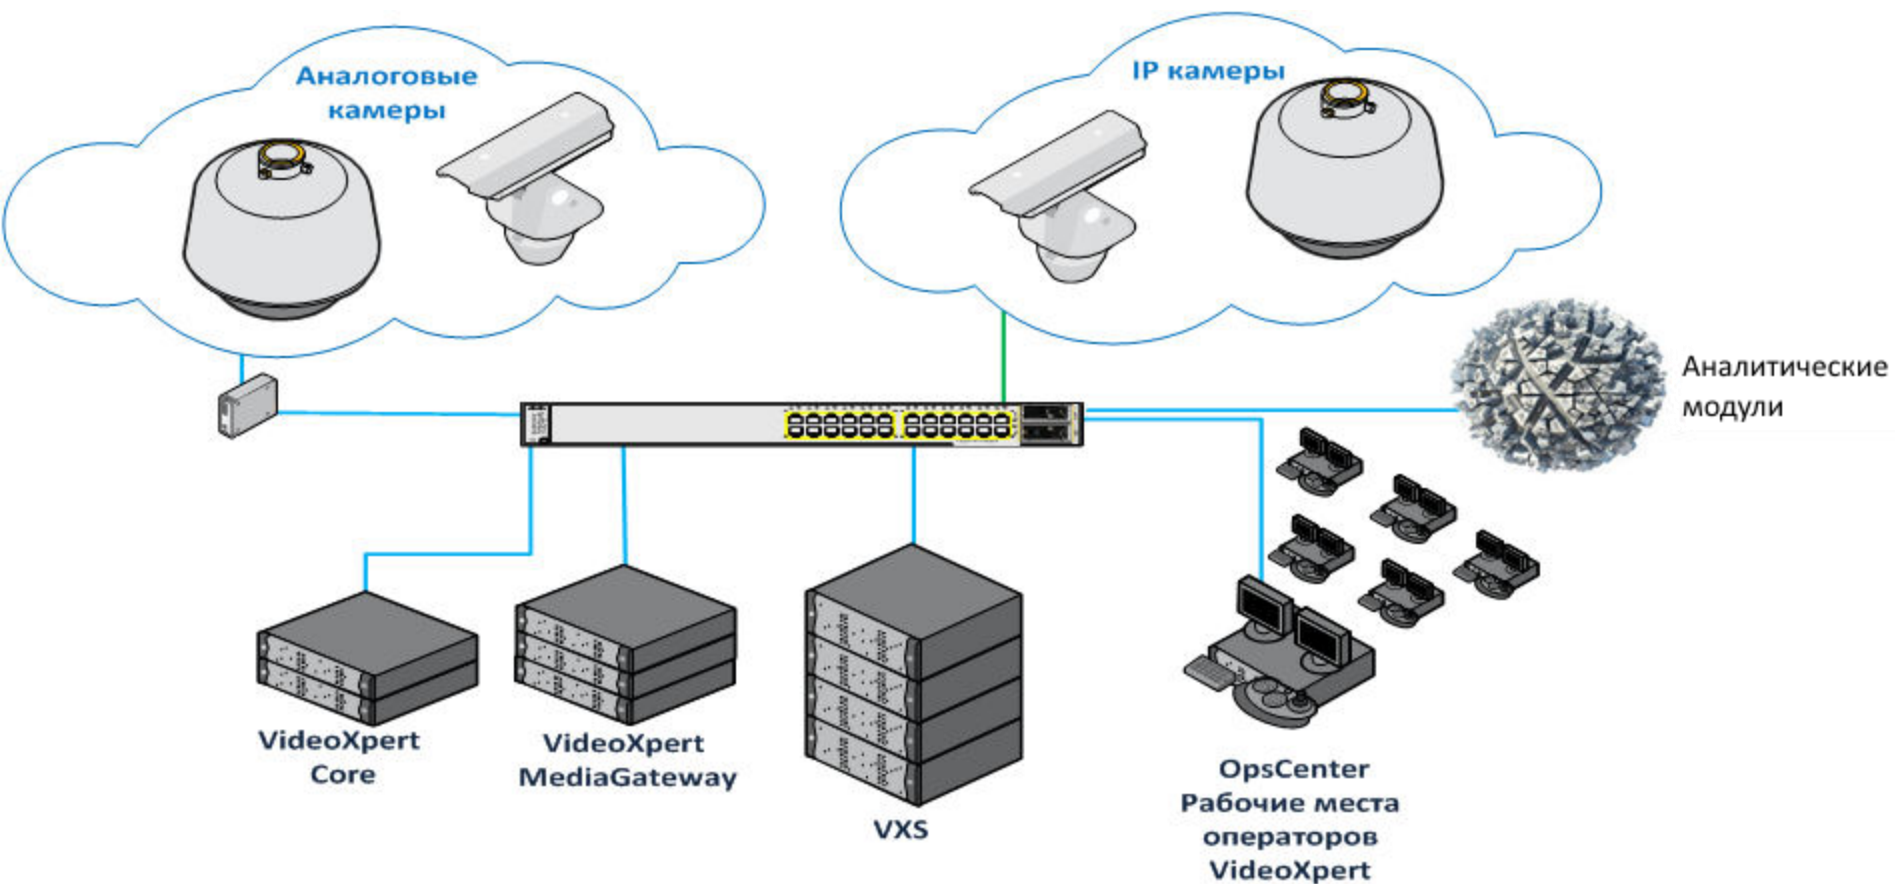 Аналоговые
камеры
IP камеры
Аналитические
модули
VideoXpert
Core
VideoXpert
MediaGateway
VXS
OpsCenter
Рабочие места
операторов
VideoXpert